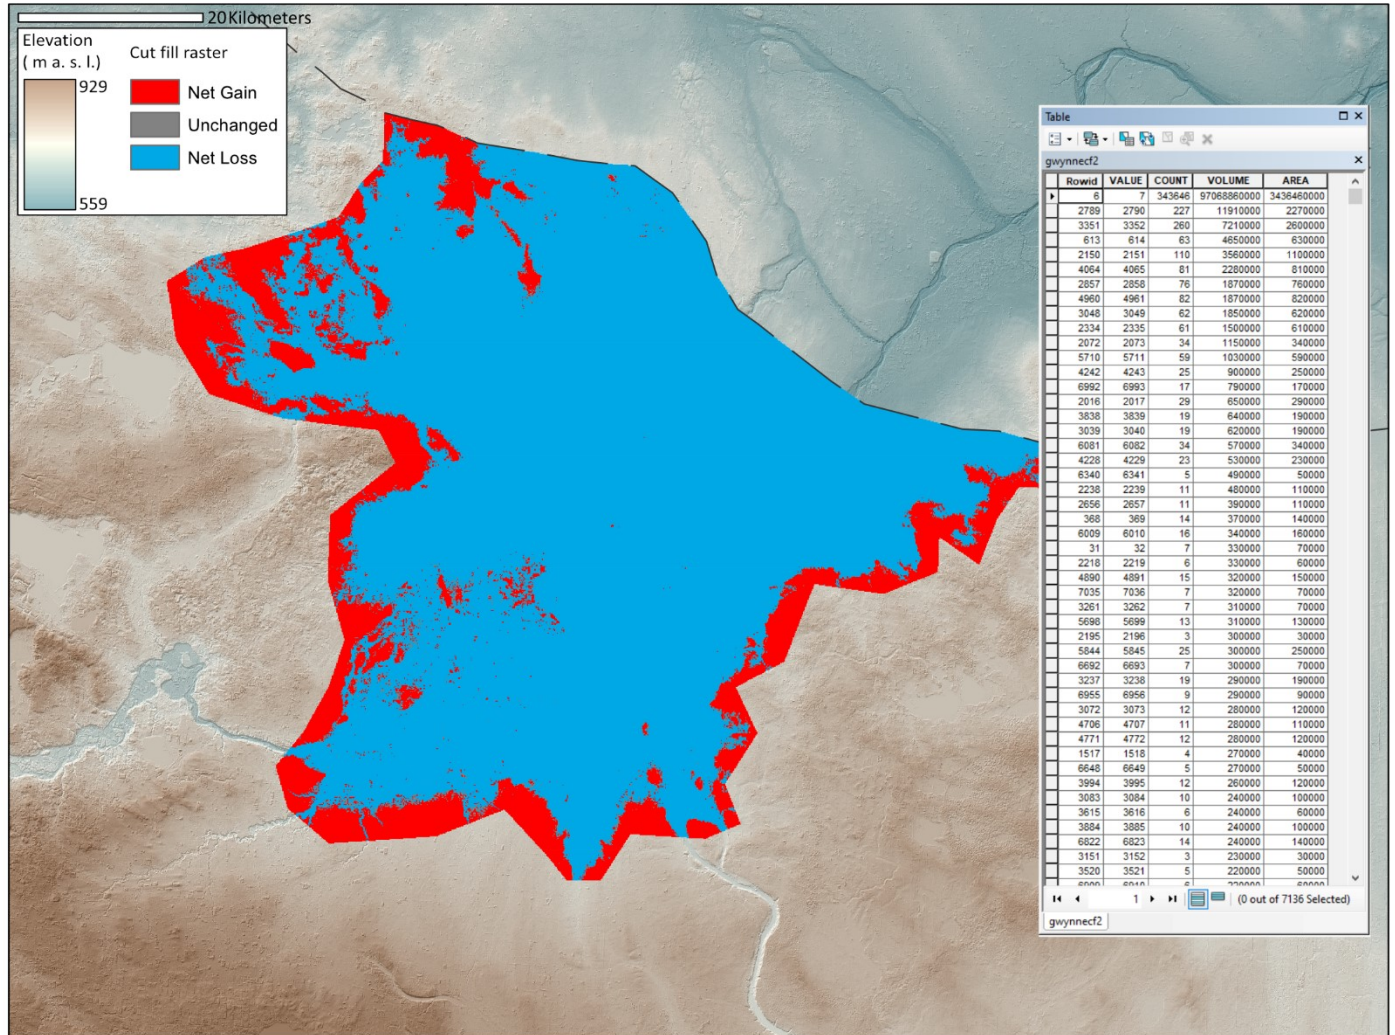 20 Kilometers
Elevation
( m a. s. l.)
929
559
Cut fill raster
Net Gain
Unchanged
Net Loss
Table
gwynnecf2
Rowid VALUE COUNT VOLUME AREA
6 7 343646 97068860000 3436460000
2789 2790 227 11910000 2270000
3351 3352 260 7210000 2600000
613 614 63 4650000 630000
2150 2151 110 3560000 1100000
4064 4065 81 2280000 810000
2857 2858 76 1870000 760000
4960 4961 82 1870000 820000
3048 3049 62 1850000 620000
2334 2335 61 1500000 610000
2072 2073 34 1150000 340000
5710 5711 59 1030000 590000
4242 4243 25 900000 250000
6992 6993 17 790000 170000
2016 2017 29 650000 290000
3838 3839 19 640000 190000
3039 3040 19 620000 190000
6081 6082 34 570000 340000
4228 4229 23 530000 230000
6340 6341 5 490000 50000
2238 2239 11 480000 110000
2656 2657 11 390000 110000
368 369 14 370000 140000
6009 6010 16 340000 160000
31 32 7 330000 70000
2218 2219 6 330000 60000
4890 4891 15 320000 150000
7035 7036 7 320000 70000
3261 3262 7 310000 70000
5698 5699 13 310000 130000
2195 2196 3 300000 30000
5844 5845 25 300000 250000
6692 6693 7 300000 70000
3237 3238 19 290000 190000
6955 6956 9 290000 90000
3072 3073 12 280000 120000
4706 4707 11 280000 110000
4771 4772 12 280000 120000
1517 1518 4 270000 40000
6648 6649 5 270000 50000
3994 3995 12 260000 120000
3083 3084 10 240000 100000
3615 3616 6 240000 60000
3884 3885 10 240000 100000
6822 6823 14 240000 140000
3151 3152 3 230000 30000
3520 3521 5 220000 50000
1
(0 out of 7136 Selected)
gwynnecf2